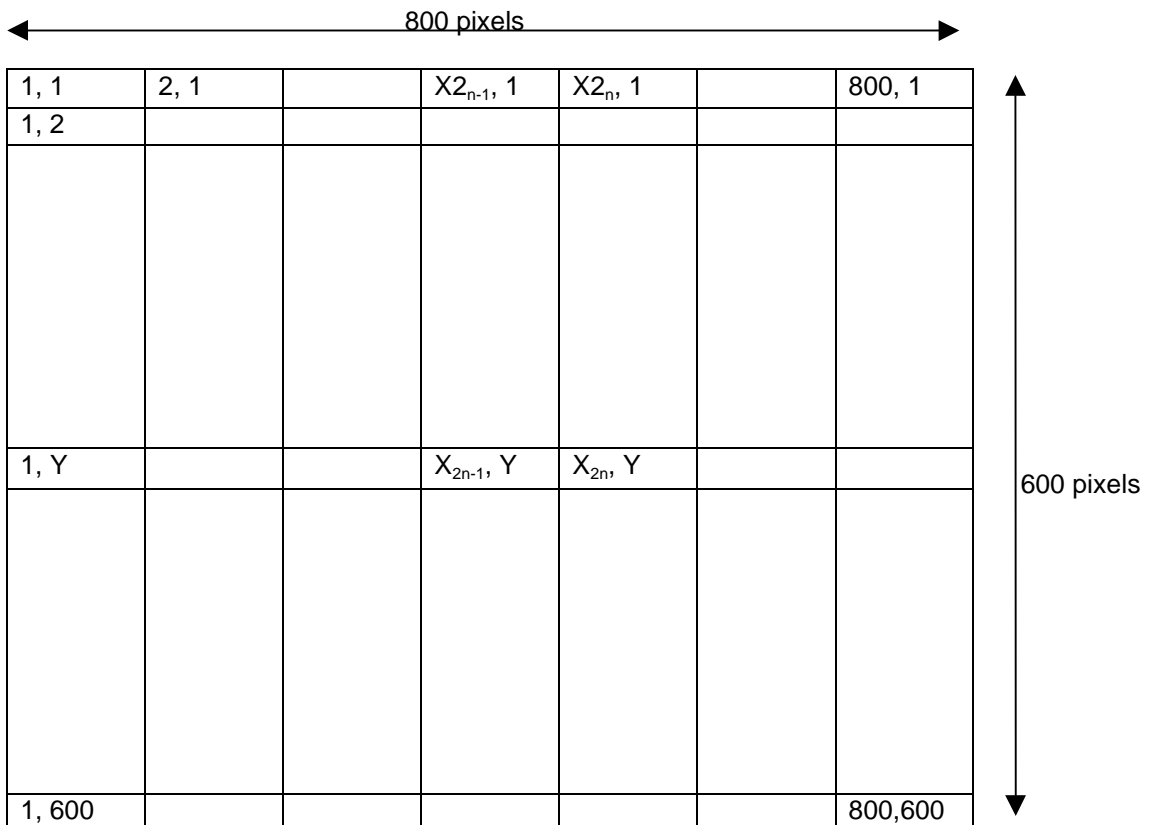 800 pixels
1, 1 2, 1 X2ₙ₋₁, 1 X2ₙ, 1 800, 1
1, 2
1, Y X₂ₙ₋₁, Y X₂ₙ, Y
600 pixels
1, 600 800,600